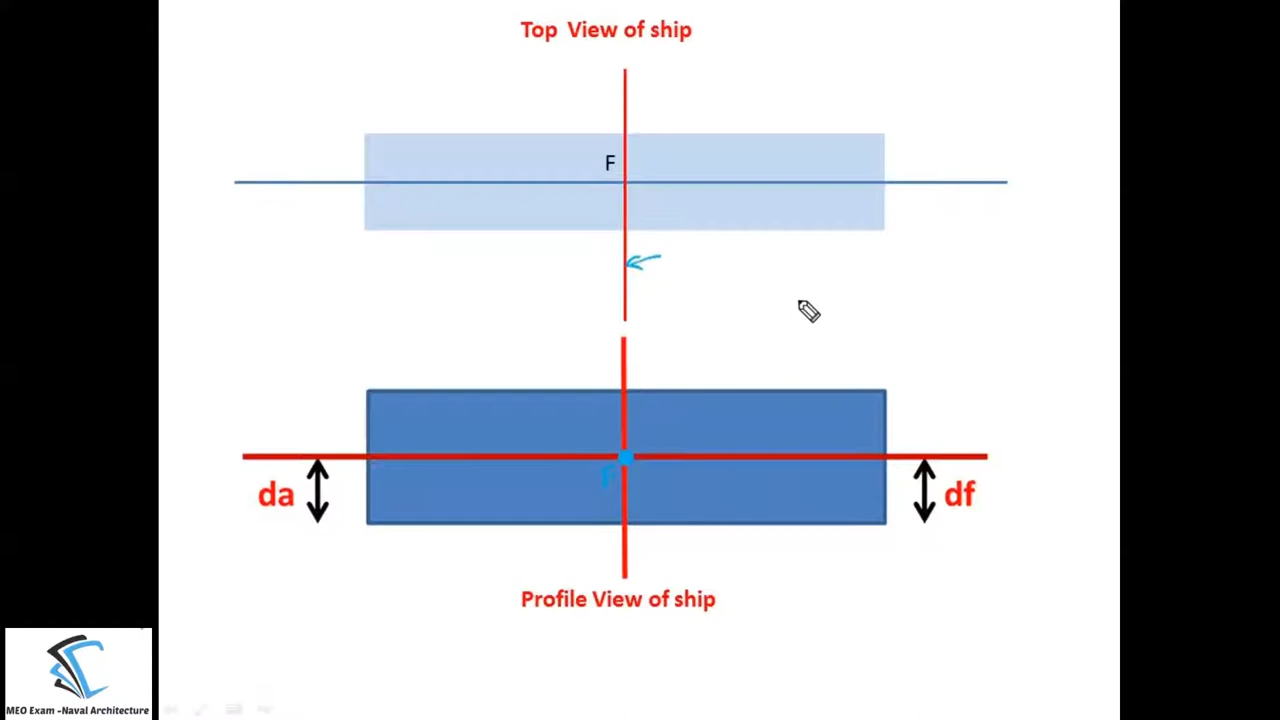 Top View of ship
F
F
da
df
Profile View of ship
MEO Exam -Naval Architecture